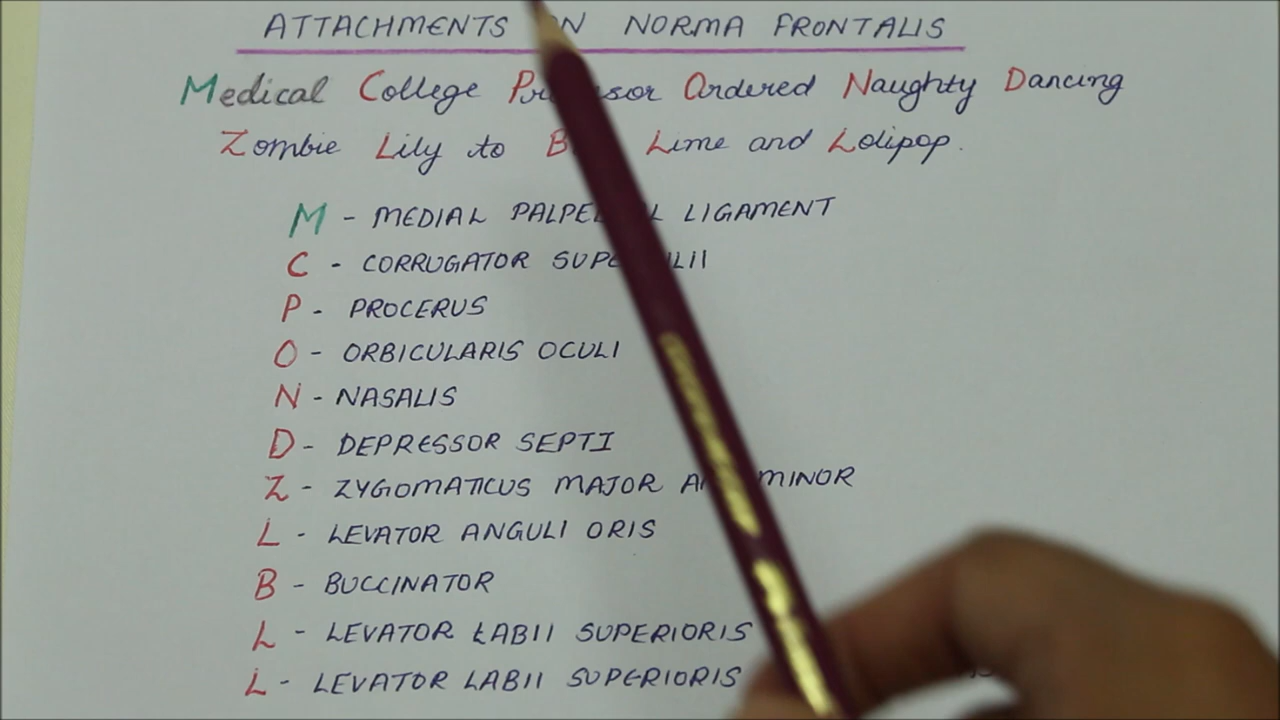 ATTACHMENTS NORMA FRONTALIS
Medical College Ordered Naughty Dancing
Zombie Lily to Lime and Lolipop.
M - MEDIAL LIGAMENT
C - CORRUGATOR
P - PROCERUS
O - ORBICULARIS OCULI
N - NASALIS
D - DEPRESSOR SEPTI
Z - ZYGOMATICUS MAJOR MINOR
L - LEVATOR ANGULI ORIS
B - BUCCINATOR
L - LEVATOR LABII SUPERIORIS
L - LEVATOR LABII SUPERIORIS